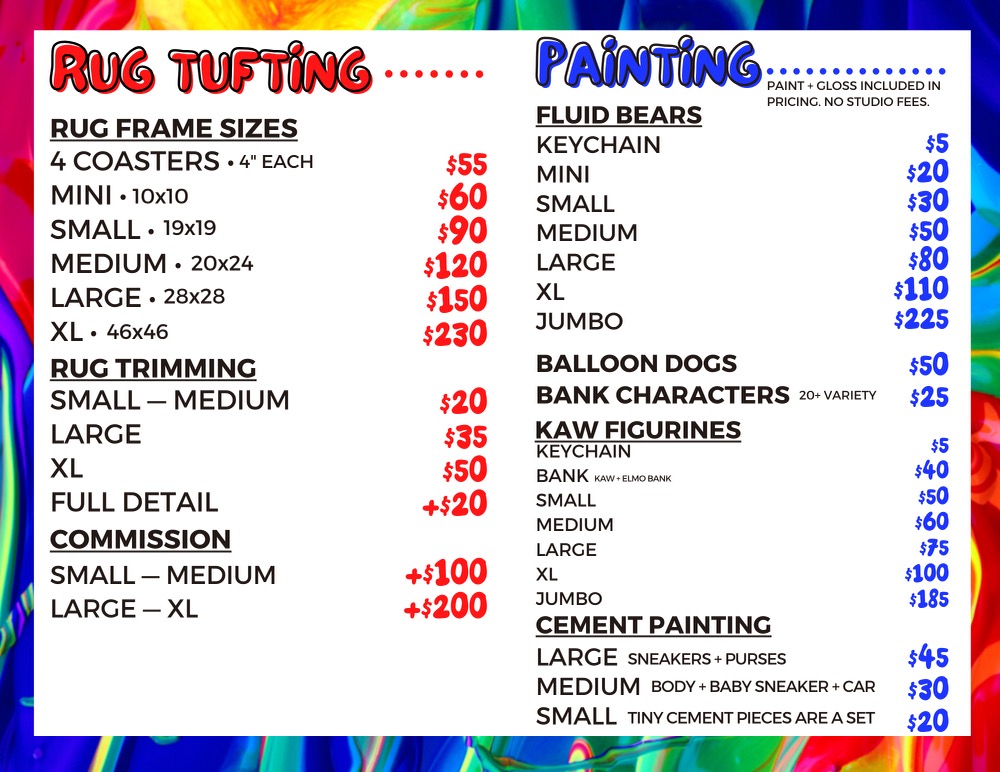 RUG TUFTING
RUG FRAME SIZES
4 COASTERS • 4" EACH $55
MINI • 10x10 $60
SMALL • 19x19 $90
MEDIUM • 20x24 $120
LARGE • 28x28 $150
XL • 46x46 $230
RUG TRIMMING
SMALL — MEDIUM $20
LARGE $35
XL $50
FULL DETAIL +$20
COMMISSION
SMALL — MEDIUM +$100
LARGE — XL +$200
PAINTING
PAINT + GLOSS INCLUDED IN
PRICING. NO STUDIO FEES.
FLUID BEARS
KEYCHAIN $5
MINI $20
SMALL $30
MEDIUM $50
LARGE $80
XL $110
JUMBO $225
BALLOON DOGS $50
BANK CHARACTERS 20+ VARIETY $25
KAW FIGURINES
KEYCHAIN $5
BANK KAW + ELMO BANK $40
SMALL $50
MEDIUM $60
LARGE $75
XL $100
JUMBO $185
CEMENT PAINTING
LARGE SNEAKERS + PURSES $45
MEDIUM BODY + BABY SNEAKER + CAR $30
SMALL TINY CEMENT PIECES ARE A SET $20